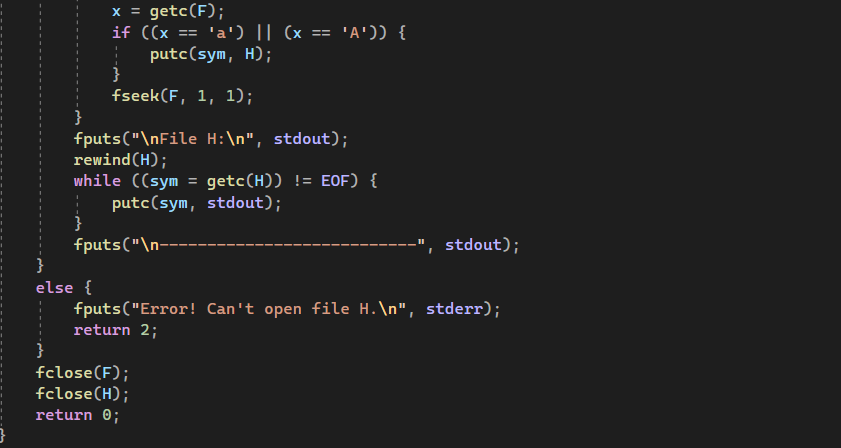 x = getc(F);
if ((x == 'a') || (x == 'A')) {
putc(sym, H);
}
fseek(F, 1, 1);
}
fputs("\nFile H:\n", stdout);
rewind(H);
while ((sym = getc(H)) != EOF) {
putc(sym, stdout);
}
fputs("\n---------------------------", stdout);
}
else {
fputs("Error! Can't open file H.\n", stderr);
return 2;
}
fclose(F);
fclose(H);
return 0;
}